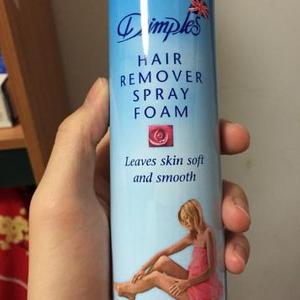 Dimples
HAIR
REMOVER
SPRAY
FOAM
Leaves skin soft
and smooth